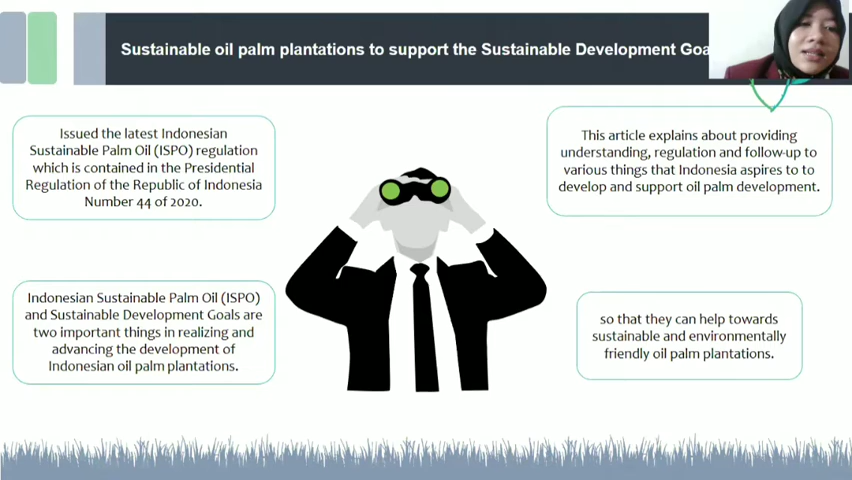 Sustainable oil palm plantations to support the Sustainable Development Goa
Issued the latest Indonesian
Sustainable Palm Oil (ISPO) regulation
which is contained in the Presidential
Regulation of the Republic of Indonesia
Number 44 of 2020.
This article explains about providing
understanding, regulation and follow-up to
various things that Indonesia aspires to to
develop and support oil palm development.
Indonesian Sustainable Palm Oil (ISPO)
and Sustainable Development Goals are
two important things in realizing and
advancing the development of
Indonesian oil palm plantations.
so that they can help towards
sustainable and environmentally
friendly oil palm plantations.